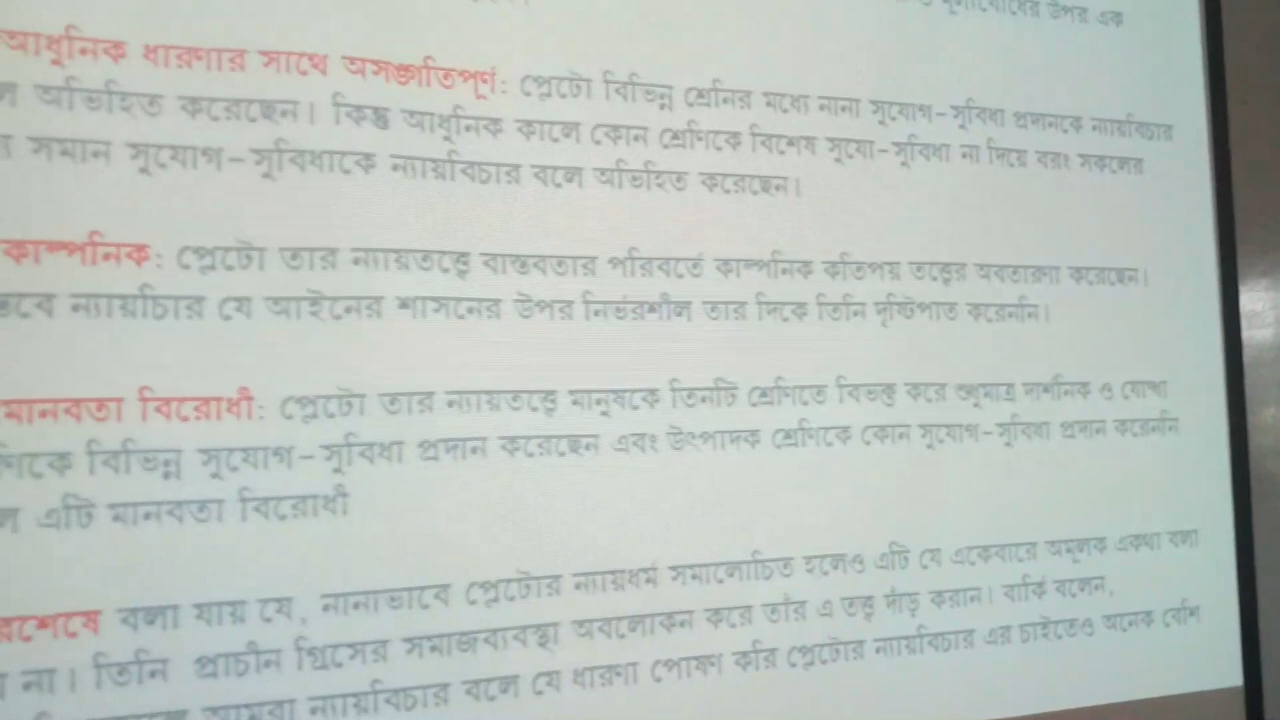 উপর এক
আধুনিক ধারণার সাথে অসঙ্গতিপূর্ণ: প্লেটো বিভিন্ন শ্রেনির মধ্যে নানা সুযোগ-সুবিধা প্রদানকে ন্যায়বিচার
অভিহিত করেছেন। কিন্তু আধুনিক কালে কোন শ্রেণিকে বিশেষ সুযো-সুবিধা না দিয়ে বরং সকলের
সমান সুযোগ-সুবিধাকে ন্যায়বিচার বলে অভিহিত করেছেন।
কাল্পনিক: প্লেটো তার ন্যায়তত্ত্বে বাস্তবতার পরিবর্তে কাল্পনিক কতিপয় তত্ত্বের অবতারণা করেছেন।
ন্যায়চিার যে আইনের শাসনের উপর নির্ভরশীল তার দিকে তিনি দৃষ্টিপাত করেননি।
মানবতা বিরোধী: প্লেটো তার ন্যায়তত্ত্বে মানুষকে তিনটি শ্রেণিতে বিভক্ত করে শুধুমাত্র দার্শনিক ও যোদ্ধা
বিভিন্ন সুযোগ-সুবিধা প্রদান করেছেন এবং উৎপাদক শ্রেণিকে কোন সুযোগ-সুবিধা প্রদান করেননি
এটি মানবতা বিরোধী
বলা যায় যে, নানাভাবে প্লেটোর ন্যায়ধর্ম সমালোচিত হলেও এটি যে একেবারে অমূলক একথা বলা
না। তিনি প্রাচীন গ্রিসের সমাজব্যবস্থা অবলোকন করে তাঁর এ তত্ত্ব দাঁড় করান। বার্কি বলেন,
আমরা ন্যায়বিচার বলে যে ধারণা পোষণ করি প্লেটোর ন্যায়বিচার এর চাইতেও অনেক বেশি